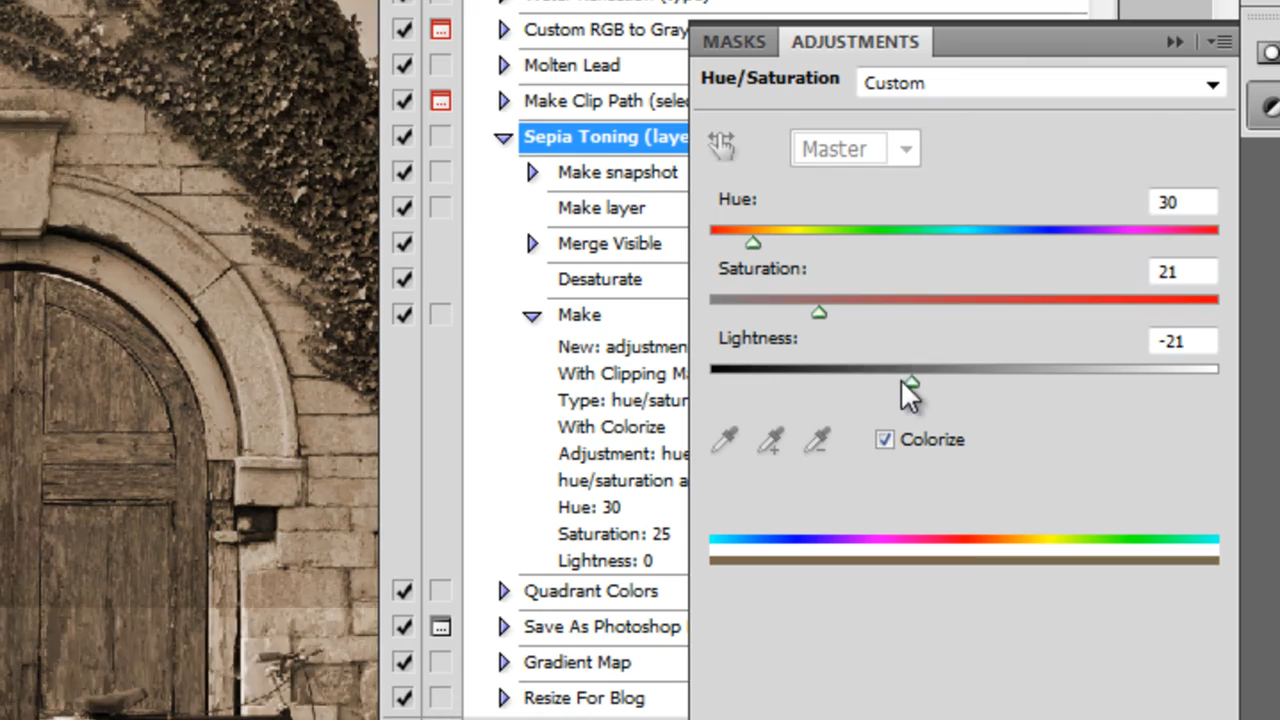 Custom RGB to Gray
Molten Lead
Make Clip Path (selec
Sepia Toning (laye
Make snapshot
Make layer
Merge Visible
Desaturate
Make
New: adjustmen
With Clipping Ma
Type: hue/satur
With Colorize
Adjustment: hue
hue/saturation a
Hue: 30
Saturation: 25
Lightness: 0
Quadrant Colors
Save As Photoshop
Gradient Map
Resize For Blog
MASKS ADJUSTMENTS
Hue/Saturation Custom
Master
Hue: 30
Saturation: 21
Lightness: -21
Colorize